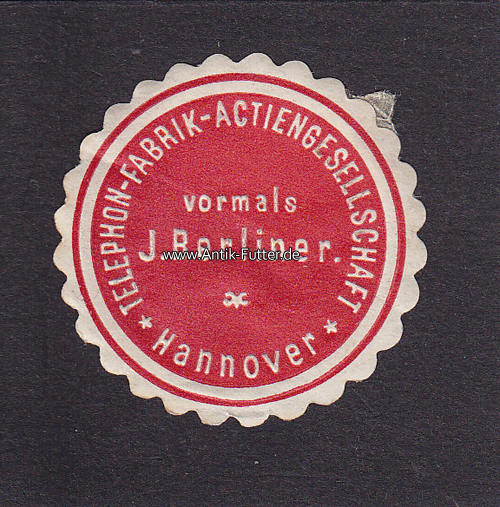 TELEPHON-FABRIK-ACTIENGESELLSCHAFT
vormals
J. Berliner.
www.Antik-Futter.de
* Hannover *